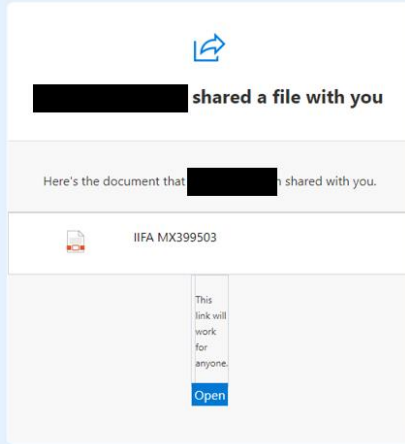 shared a file with you
Here's the document that n shared with you.
IIFA MX399503
This
link will
work
for
anyone.
Open